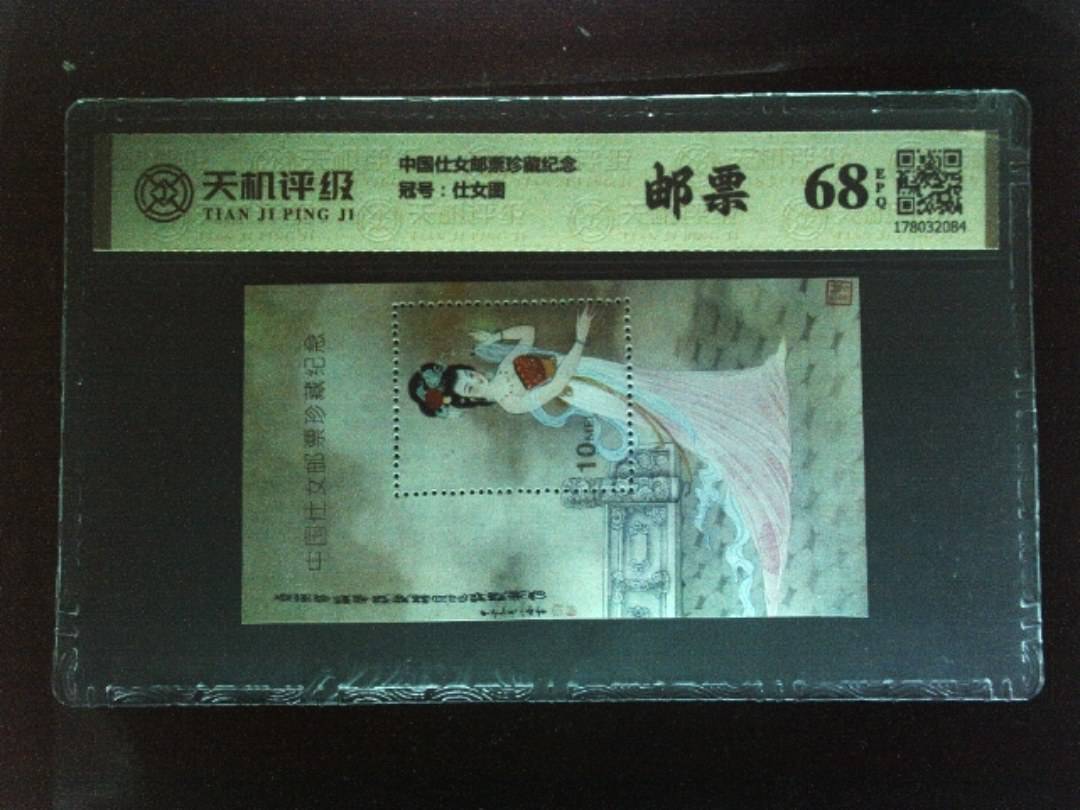 天机评级
TIAN JI PING JI
中国仕女邮票珍藏纪念
冠号：仕女图
邮票
68
EPQ
178032084
中国仕女邮票珍藏纪念
10